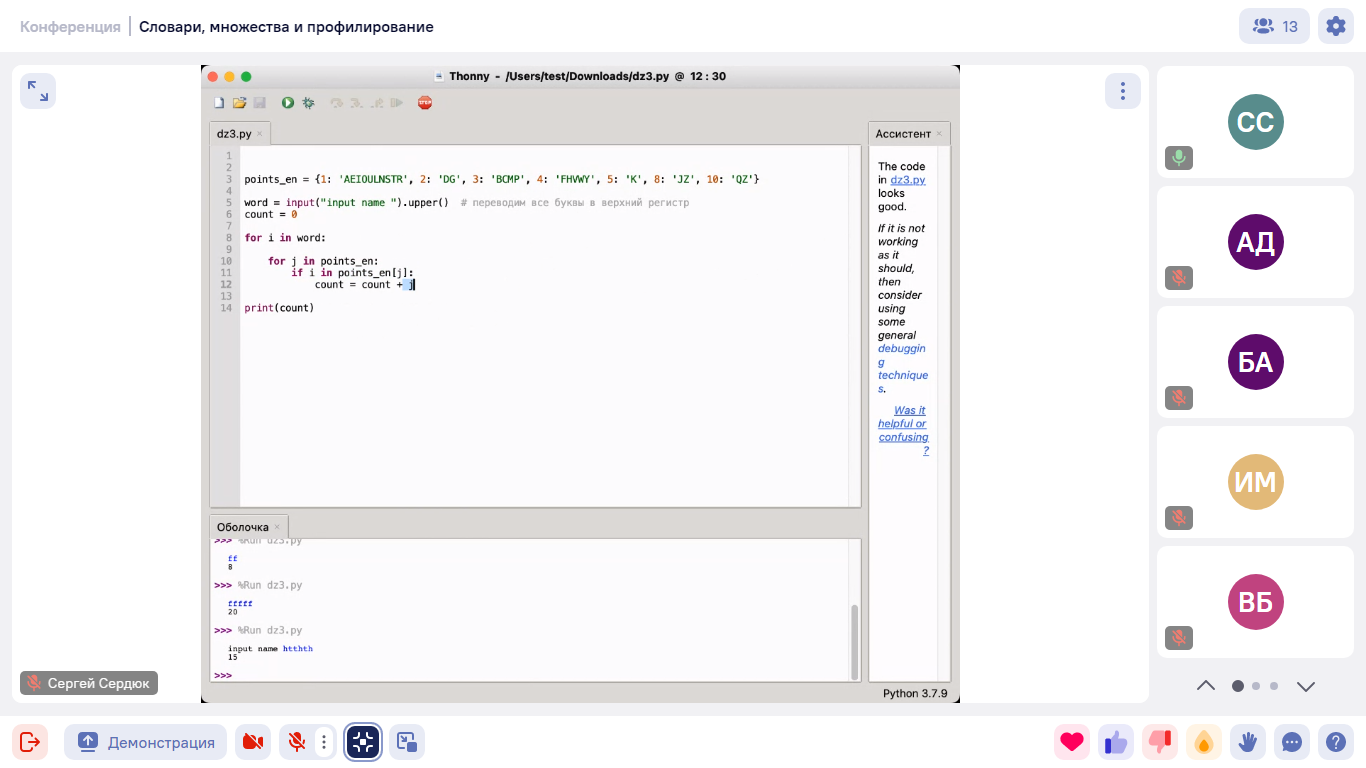 Конференция
Словари, множества и профилирование
13
Thonny - /Users/test/Downloads/dz3.py @ 12 : 30
STOP
dz3.py ×
1
2
3 points_en = {1: 'AEIOULNSTR', 2: 'DG', 3: 'BCMP', 4: 'FHVWY', 5: 'K', 8: 'JZ', 10: 'QZ'}
4
5 word = input("input name ").upper()  # переводим все буквы в верхний регистр
6 count = 0
7
8 for i in word:
9
10     for j in points_en:
11         if i in points_en[j]:
12             count = count + j
13
14 print(count)
Ассистент ×
The code
in dz3.py
looks
good.
If it is not
working
as it
should,
then
consider
using
some
general
debuggin
g
technique
s.
Was it
helpful or
confusing
?
Оболочка ×
>>> %Run dz3.py
ff
8
>>> %Run dz3.py
fffff
20
>>> %Run dz3.py
input name htthth
15
>>>
Python 3.7.9
СС
АД
БА
ИМ
ВБ
Сергей Сердюк
Демонстрация